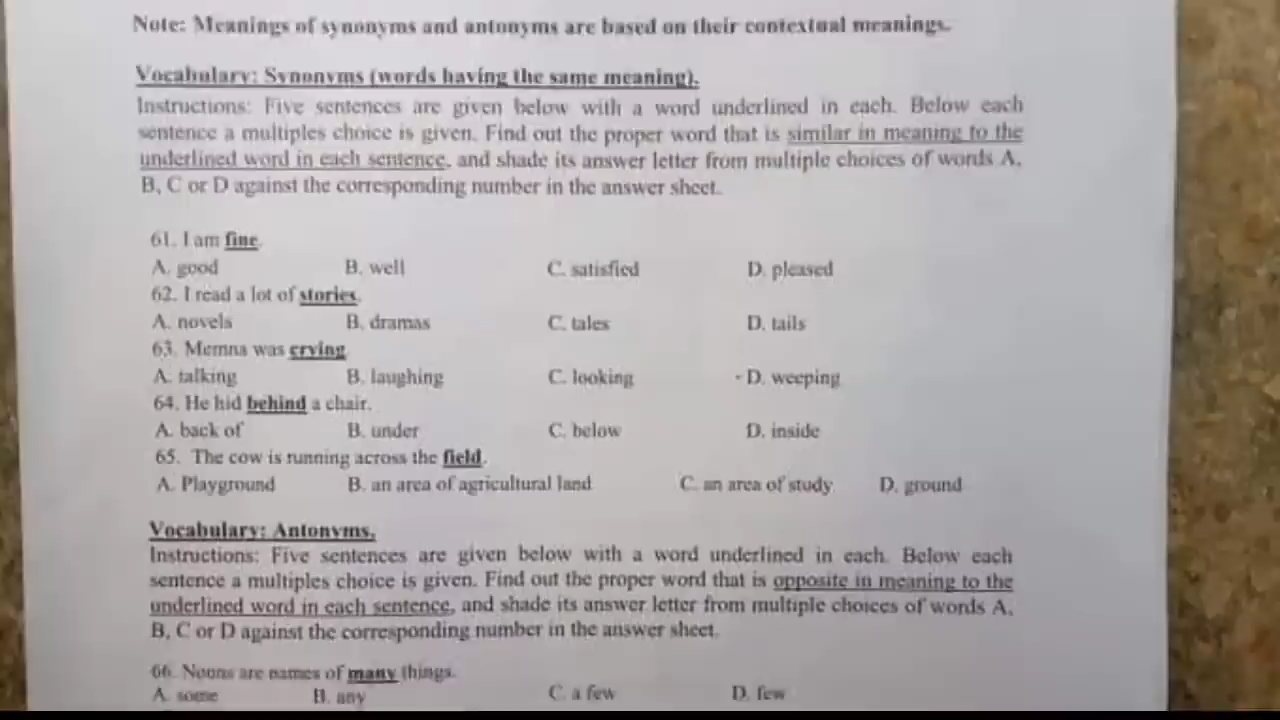 Note: Meanings of synonyms and antonyms are based on their contextual meanings.
Vocabulary: Synonyms (words having the same meaning).
Instructions: Five sentences are given below with a word underlined in each. Below each
sentence a multiples choice is given. Find out the proper word that is similar in meaning to the
underlined word in each sentence, and shade its answer letter from multiple choices of words A,
B, C or D against the corresponding number in the answer sheet.
61. I am fine.
A. good B. well C. satisfied D. pleased
62. I read a lot of stories.
A. novels B. dramas C. tales D. tails
63. Memna was crying.
A. talking B. laughing C. looking D. weeping
64. He hid behind a chair.
A. back of B. under C. below D. inside
65. The cow is running across the field.
A. Playground B. an area of agricultural land C. an area of study D. ground
Vocabulary: Antonyms.
Instructions: Five sentences are given below with a word underlined in each. Below each
sentence a multiples choice is given. Find out the proper word that is opposite in meaning to the
underlined word in each sentence, and shade its answer letter from multiple choices of words A,
B, C or D against the corresponding number in the answer sheet.
66. Nouns are names of many things.
A. some B. any C. a few D. few